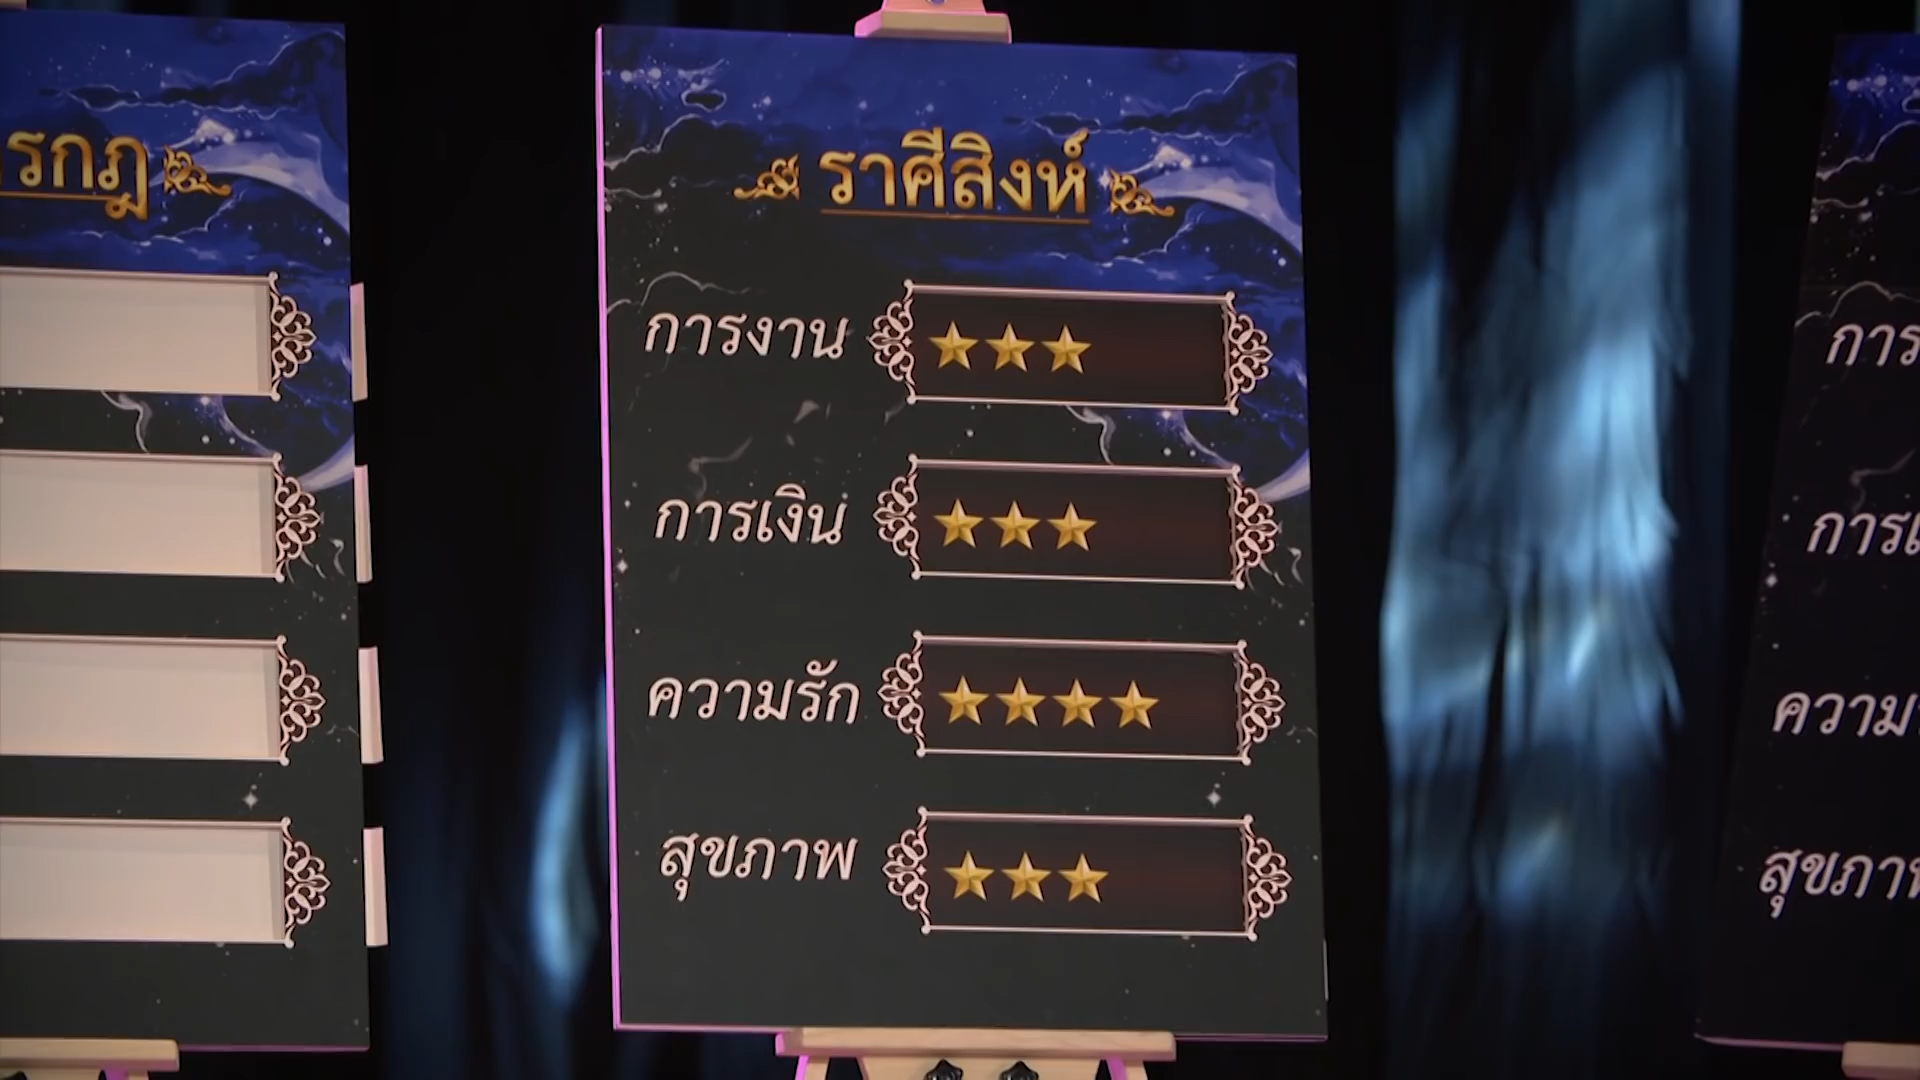 ราศีสิงห์
การงาน
การเงิน
ความรัก
สุขภาพ